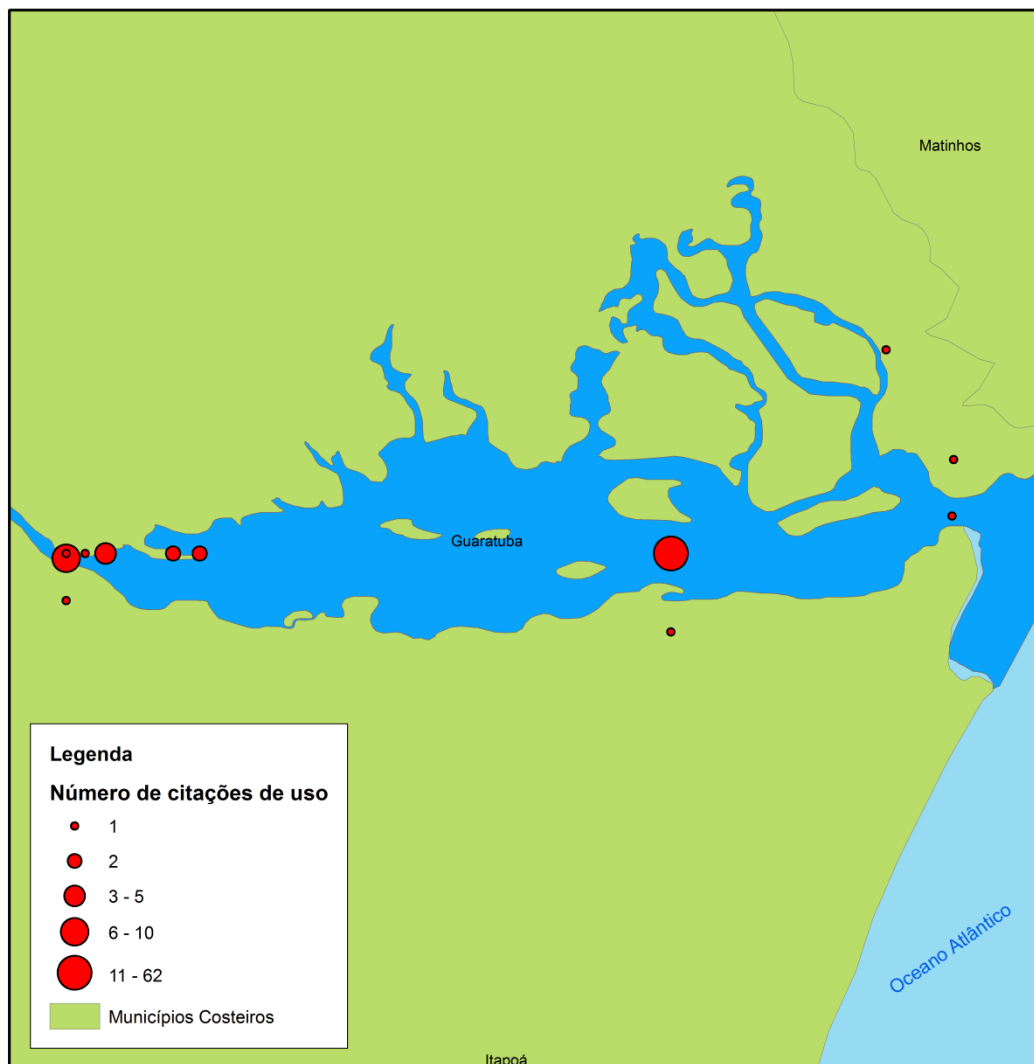 Matinhos
Guaratuba
Legenda
Número de citações de uso
1
2
3 - 5
6 - 10
11 - 62
Municípios Costeiros
Oceano Atlântico
Itapoá